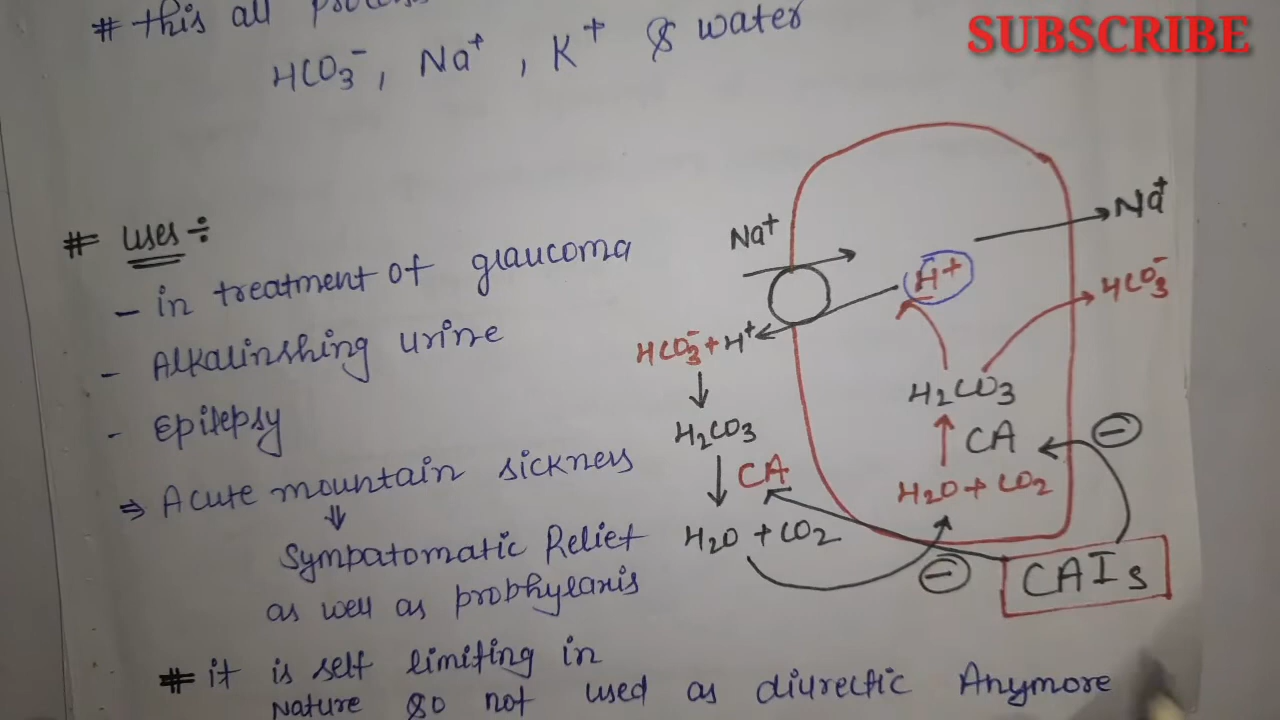 # this all
SUBSCRIBE
HCO3⁻, Na⁺, K⁺ & water
# uses ÷
- in treatment of glaucoma
- Alkalinshing urine
- Epilepsy
⇒ Acute mountain sickness
⇓
Sympatomatic Relief
as well as prophylaxis
# it is self limiting in
nature so not used as diurectic Anymore
Na⁺
Na⁺
H⁺
HCO3⁻
HCO3⁻ + H⁺
↓
H2CO3
↓ CA
H2O + CO2
H2CO3
↑ CA
H2O + CO2
⊖
⊖
CAIs